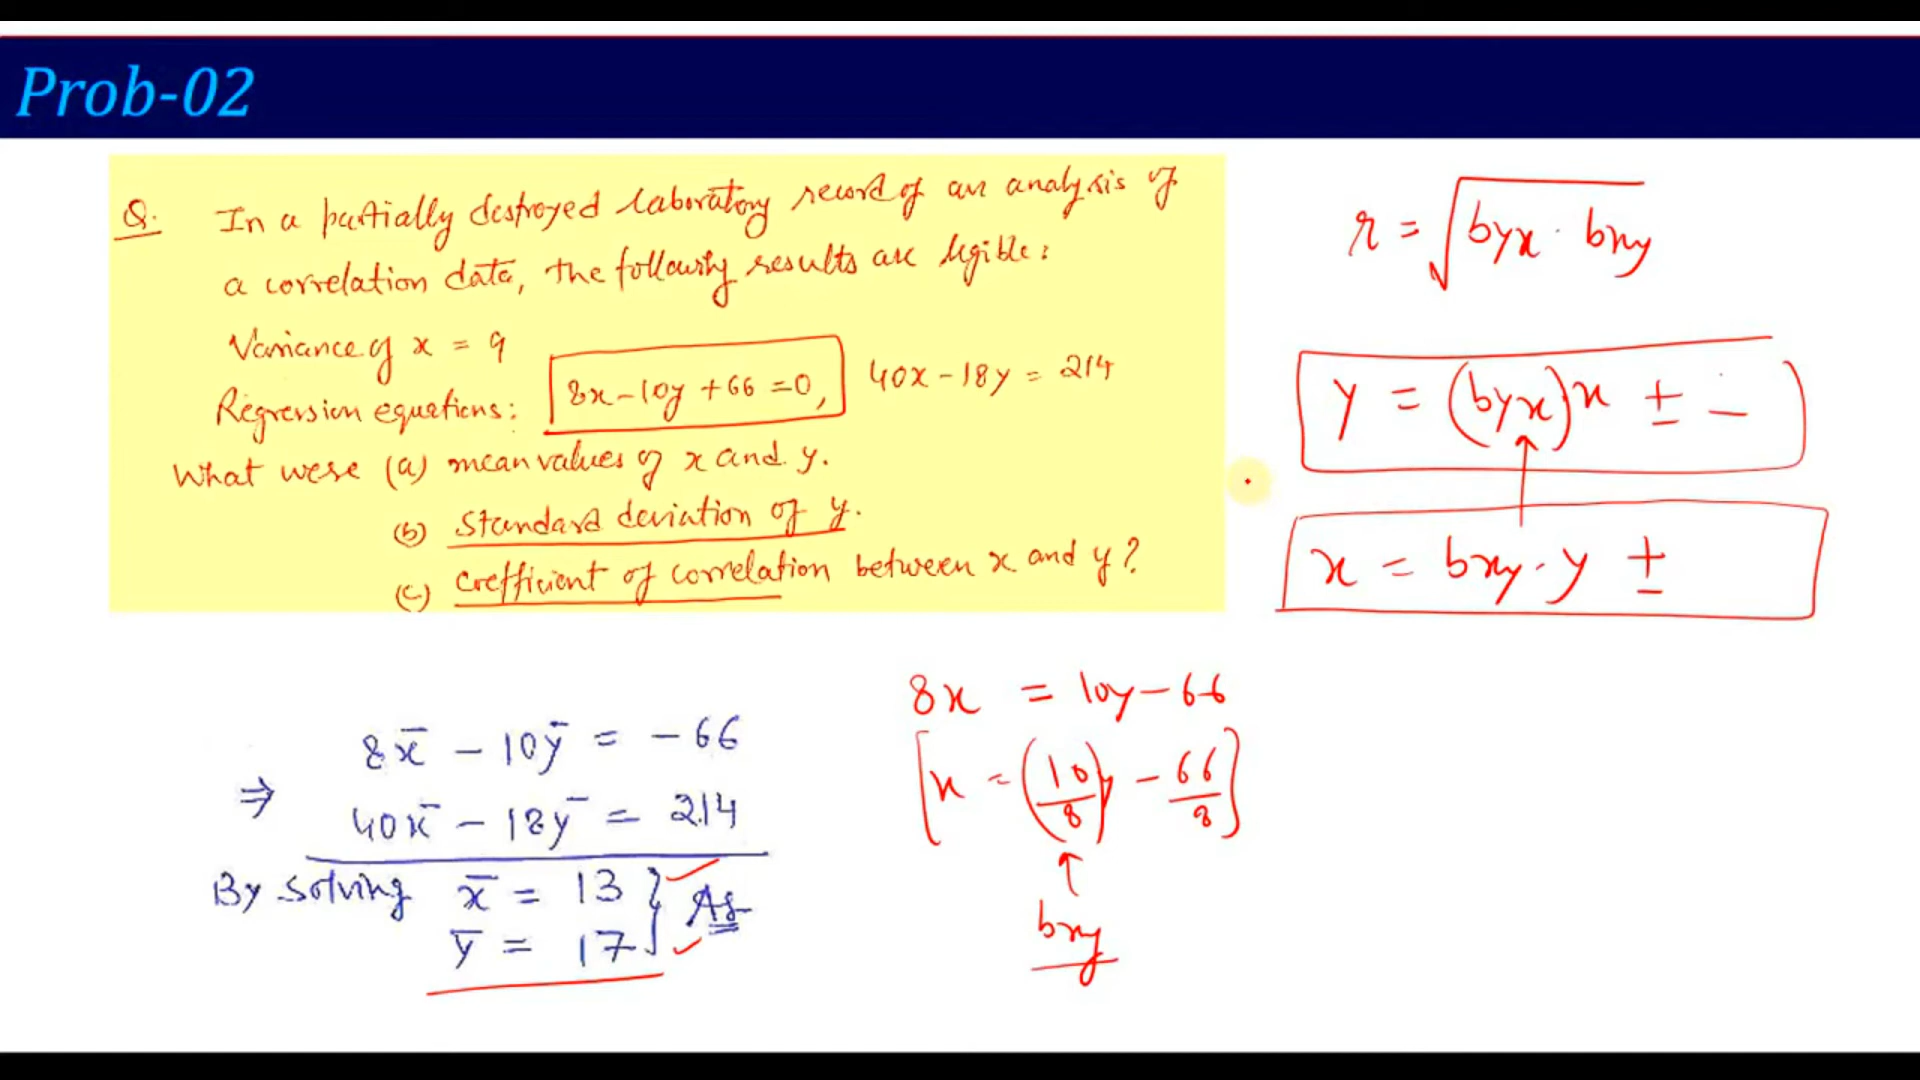 Prob-02
Q. In a partially destroyed laboratory record of an analysis of
a correlation data, the following results are legible:
Variance of x = 9
Regression equations: 8x-10y+66=0, 40x-18y=214
What were (a) mean values of x and y.
(b) Standard deviation of y.
(c) Coefficient of correlation between x and y?
r = √byx · bxy
y = (byx)x ± -
x = bxy · y ±
⇒ 8x̄ - 10ȳ = -66
40x̄ - 18ȳ = 214
By solving x̄ = 13
ȳ = 17
8x = 10y-66
[x = (10/8)y - 66/8]
↑
bxy